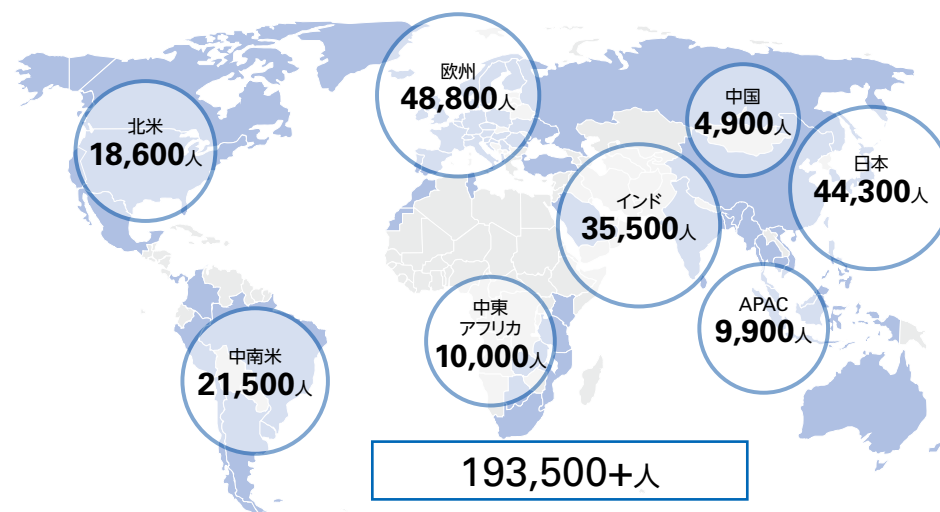 北米
18,600人
欧州
48,800人
中国
4,900人
日本
44,300人
インド
35,500人
中東
アフリカ
10,000人
APAC
9,900人
中南米
21,500人
193,500+人